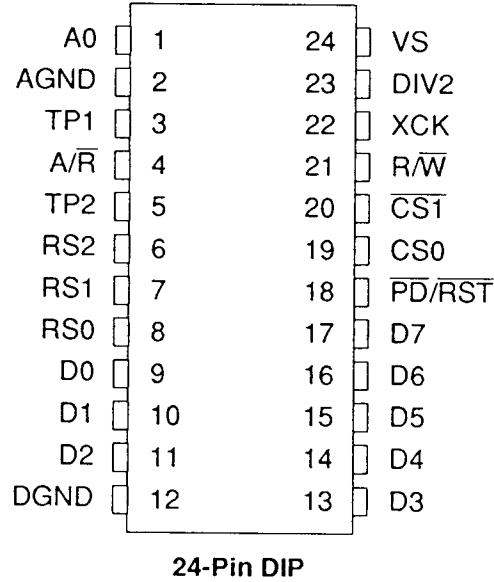 A0 1 24 VS
AGND 2 23 DIV2
TP1 3 22 XCK
A/R̅ 4 21 R/W̅
TP2 5 20 C̅S̅1̅
RS2 6 19 CS0
RS1 7 18 P̅D̅/R̅S̅T̅
RS0 8 17 D7
D0 9 16 D6
D1 10 15 D5
D2 11 14 D4
DGND 12 13 D3
24-Pin DIP